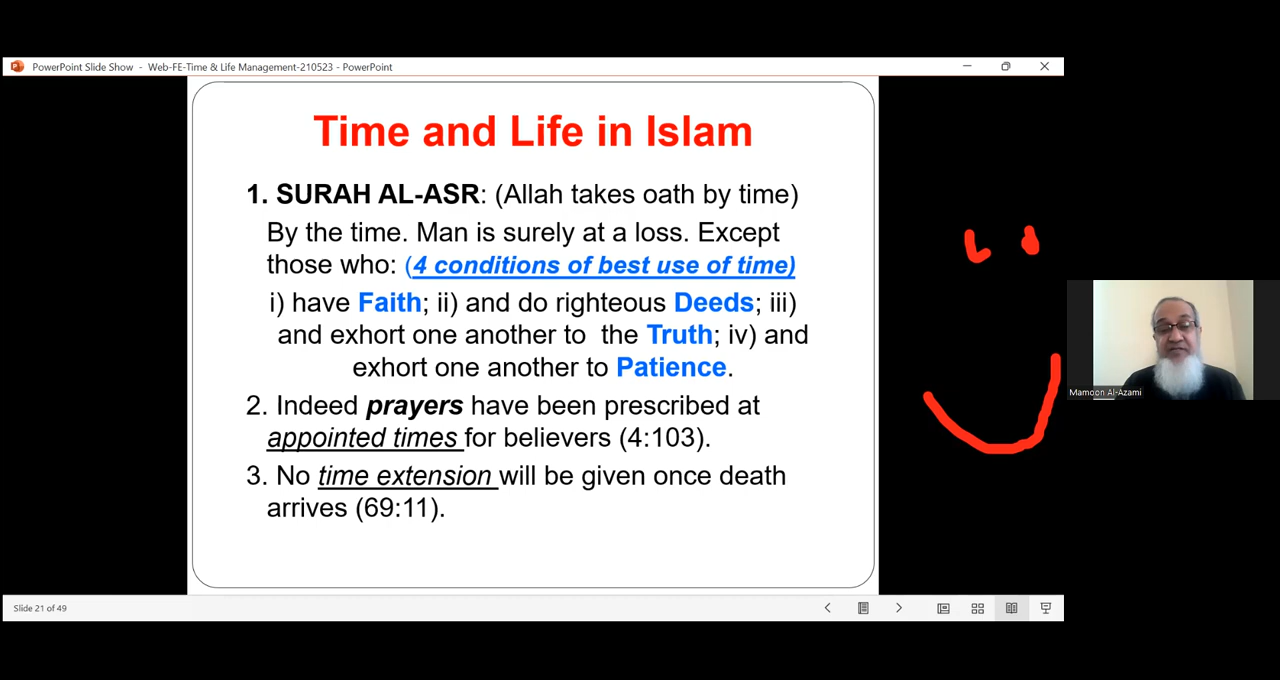 PowerPoint Slide Show - Web-FE-Time & Life Management-210523 - PowerPoint
Time and Life in Islam
1. SURAH AL-ASR: (Allah takes oath by time)
By the time. Man is surely at a loss. Except
those who: (4 conditions of best use of time)
i) have Faith; ii) and do righteous Deeds; iii)
and exhort one another to the Truth; iv) and
exhort one another to Patience.
2. Indeed prayers have been prescribed at
appointed times for believers (4:103).
3. No time extension will be given once death
arrives (69:11).
Mamoon Al-Azami
Slide 21 of 49